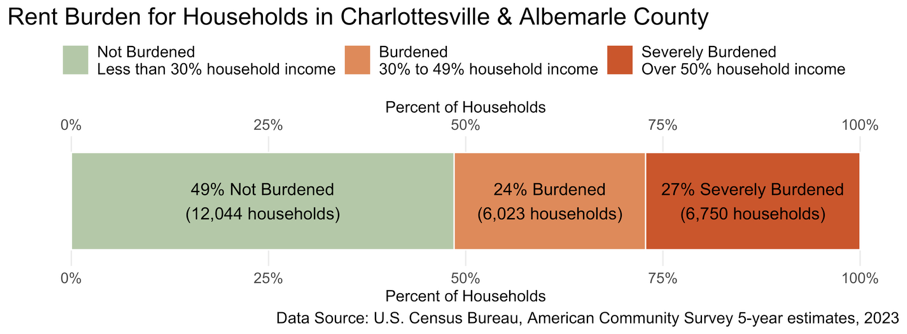 Rent Burden for Households in Charlottesville & Albemarle County
Not Burdened
Less than 30% household income
Burdened
30% to 49% household income
Severely Burdened
Over 50% household income
Percent of Households
0% 25% 50% 75% 100%
49% Not Burdened
(12,044 households)
24% Burdened
(6,023 households)
27% Severely Burdened
(6,750 households)
0% 25% 50% 75% 100%
Percent of Households
Data Source: U.S. Census Bureau, American Community Survey 5-year estimates, 2023